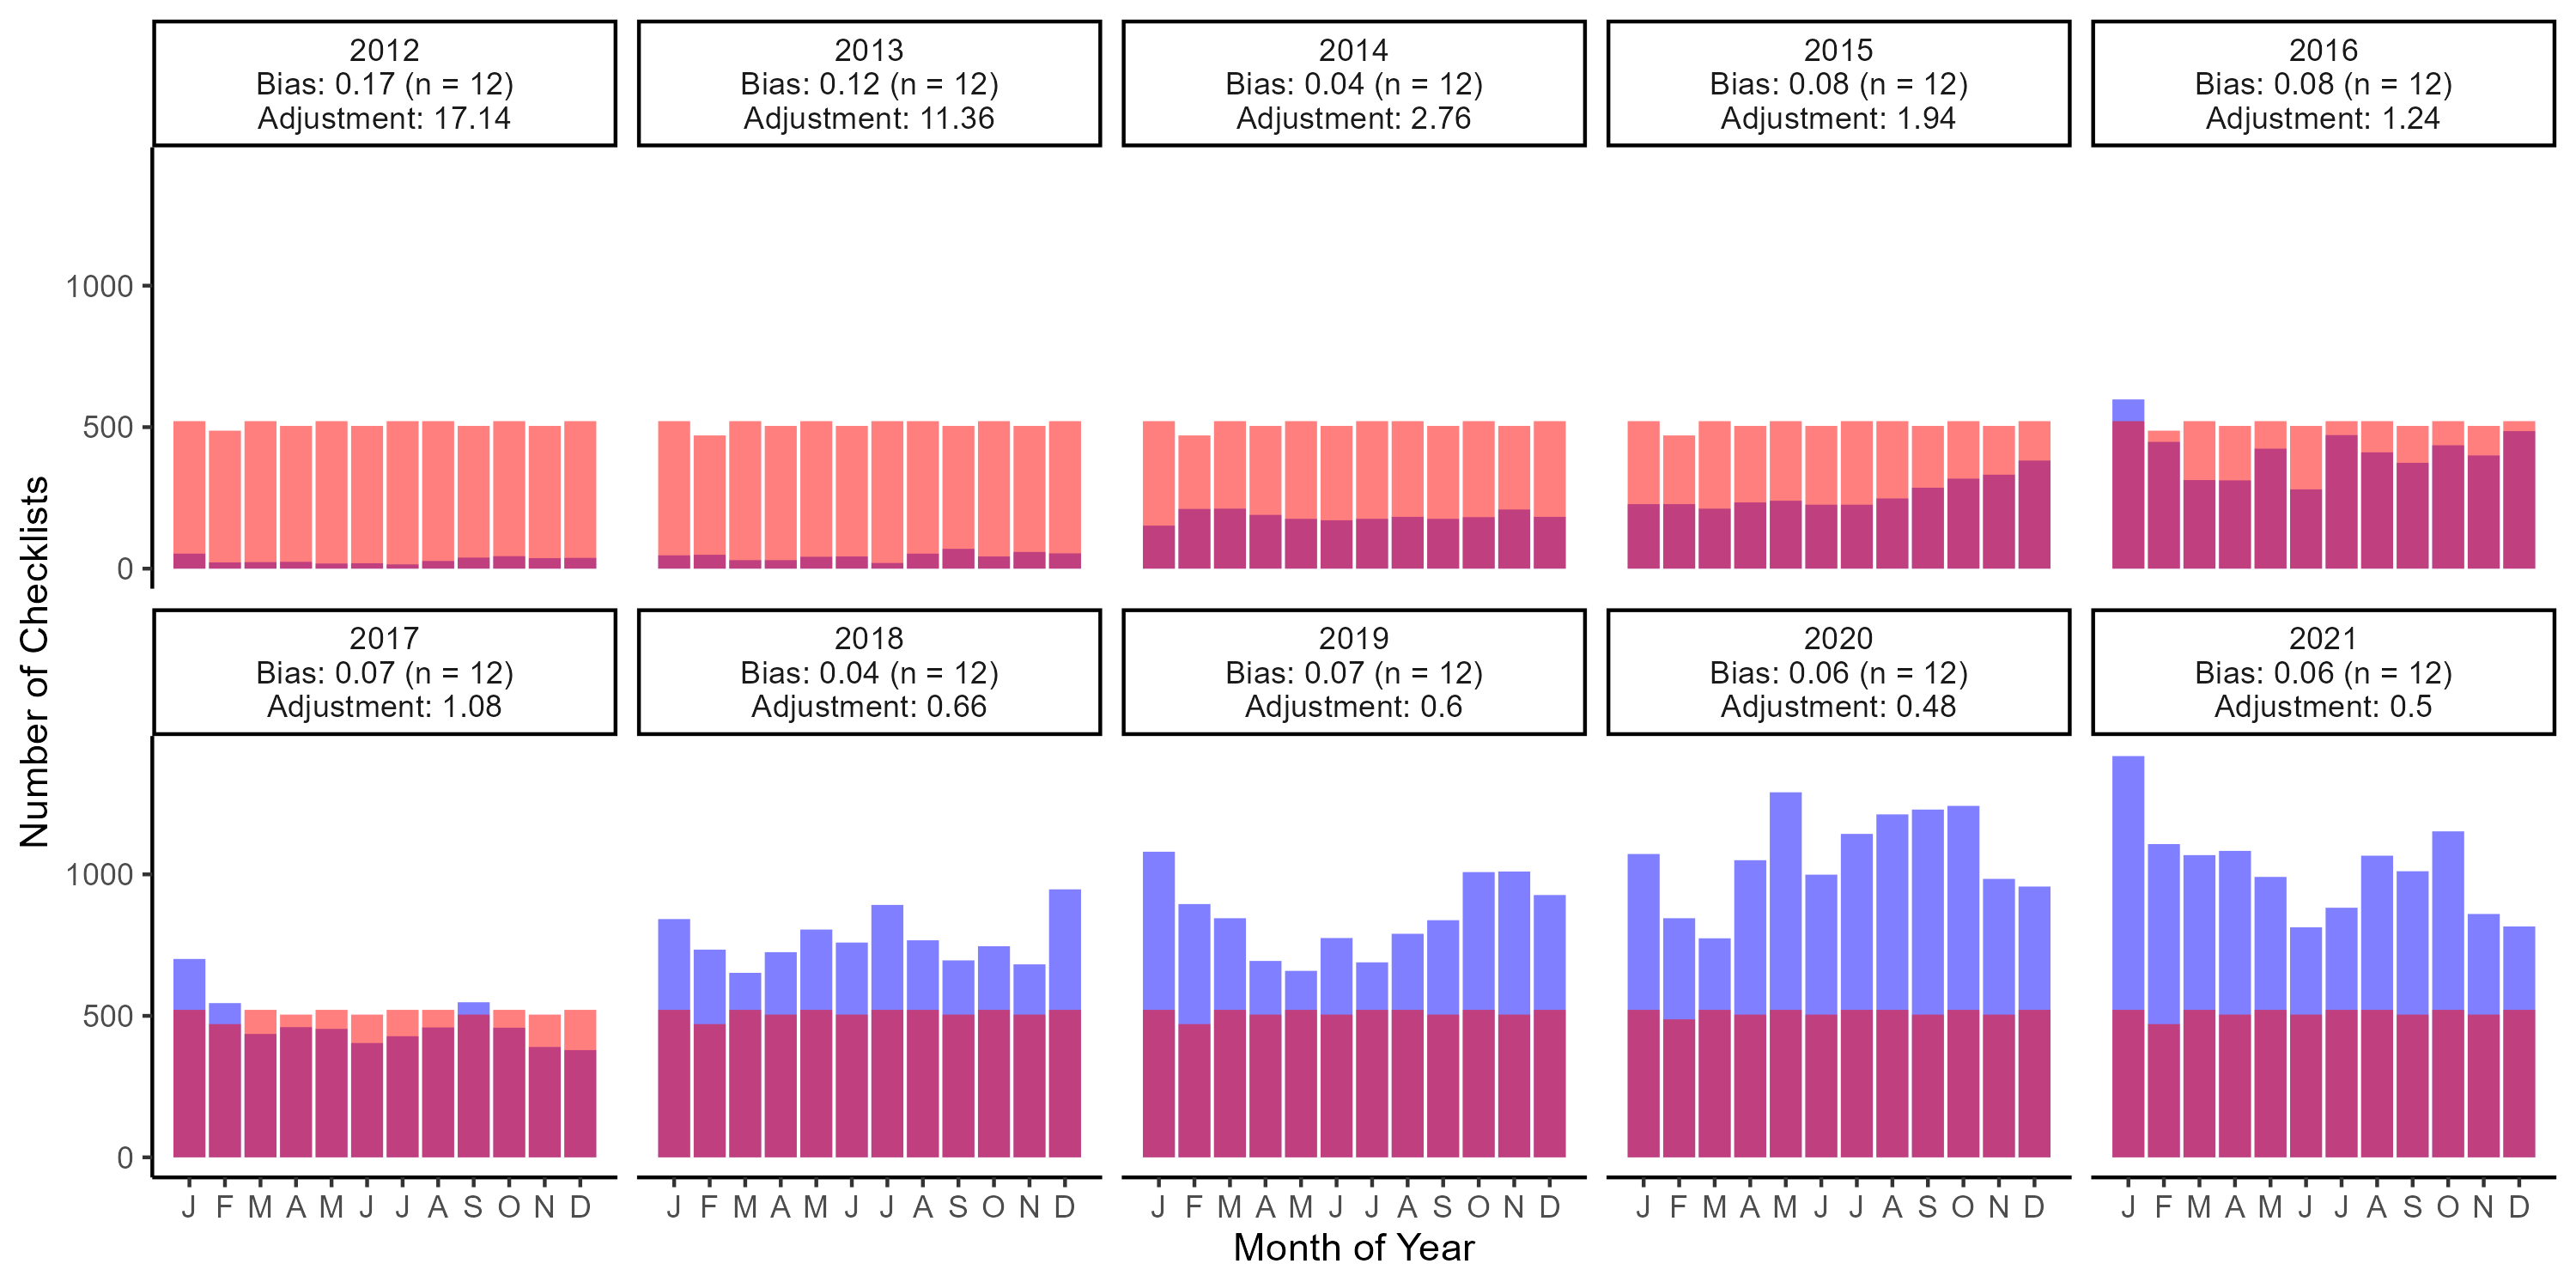 2012
Bias: 0.17 (n = 12)
Adjustment: 17.14
2013
Bias: 0.12 (n = 12)
Adjustment: 11.36
2014
Bias: 0.04 (n = 12)
Adjustment: 2.76
2015
Bias: 0.08 (n = 12)
Adjustment: 1.94
2016
Bias: 0.08 (n = 12)
Adjustment: 1.24
1000
500
0
Number of Checklists
2017
Bias: 0.07 (n = 12)
Adjustment: 1.08
2018
Bias: 0.04 (n = 12)
Adjustment: 0.66
2019
Bias: 0.07 (n = 12)
Adjustment: 0.6
2020
Bias: 0.06 (n = 12)
Adjustment: 0.48
2021
Bias: 0.06 (n = 12)
Adjustment: 0.5
1000
500
0
J F M A M J J A S O N D
J F M A M J J A S O N D
J F M A M J J A S O N D
J F M A M J J A S O N D
J F M A M J J A S O N D
Month of Year